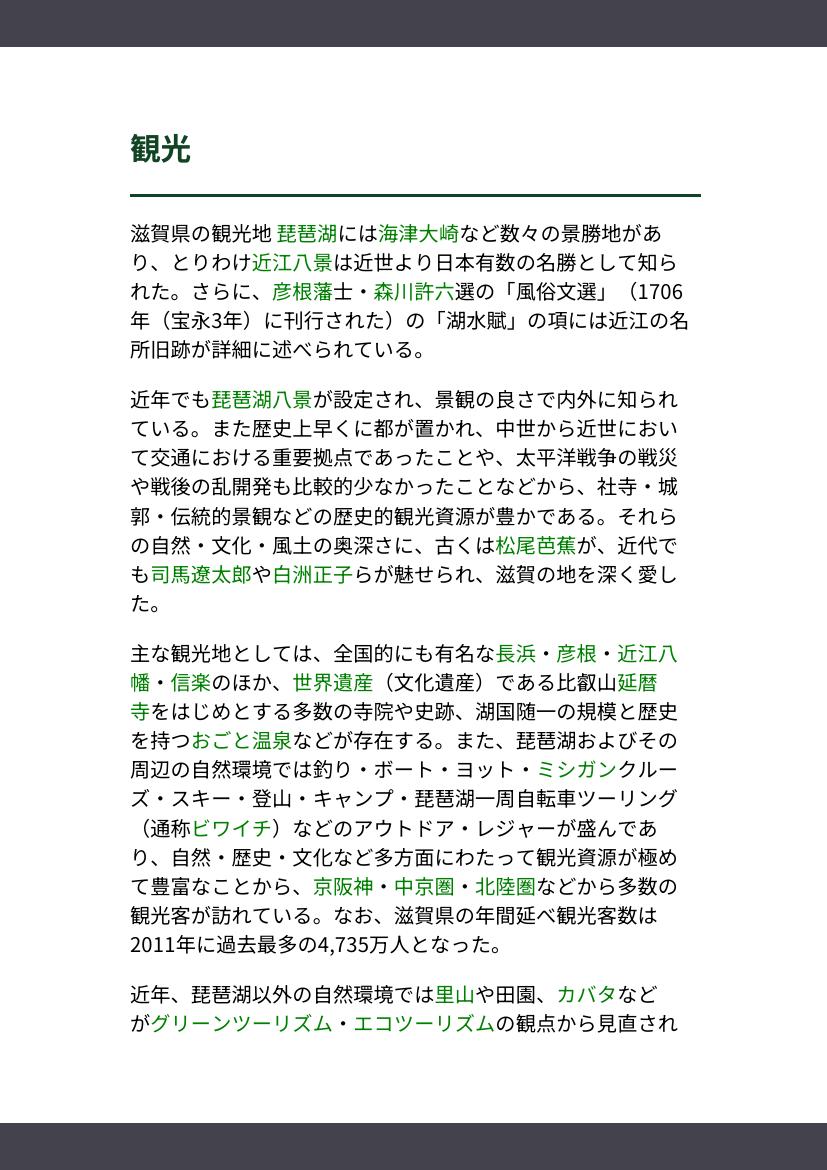 観光
滋賀県の観光地 琵琶湖には海津大崎など数々の景勝地があ
り、とりわけ近江八景は近世より日本有数の名勝として知ら
れた。さらに、彦根藩士・森川許六選の「風俗文選」（1706
年（宝永3年）に刊行された）の「湖水賦」の項には近江の名
所旧跡が詳細に述べられている。
近年でも琵琶湖八景が設定され、景観の良さで内外に知られ
ている。また歴史上早くに都が置かれ、中世から近世におい
て交通における重要拠点であったことや、太平洋戦争の戦災
や戦後の乱開発も比較的少なかったことなどから、社寺・城
郭・伝統的景観などの歴史的観光資源が豊かである。それら
の自然・文化・風土の奥深さに、古くは松尾芭蕉が、近代で
も司馬遼太郎や白洲正子らが魅せられ、滋賀の地を深く愛し
た。
主な観光地としては、全国的にも有名な長浜・彦根・近江八
幡・信楽のほか、世界遺産（文化遺産）である比叡山延暦
寺をはじめとする多数の寺院や史跡、湖国随一の規模と歴史
を持つおごと温泉などが存在する。また、琵琶湖およびその
周辺の自然環境では釣り・ボート・ヨット・ミシガンクルー
ズ・スキー・登山・キャンプ・琵琶湖一周自転車ツーリング
（通称ビワイチ）などのアウトドア・レジャーが盛んであ
り、自然・歴史・文化など多方面にわたって観光資源が極め
て豊富なことから、京阪神・中京圏・北陸圏などから多数の
観光客が訪れている。なお、滋賀県の年間延べ観光客数は
2011年に過去最多の4,735万人となった。
近年、琵琶湖以外の自然環境では里山や田園、カバタなど
がグリーンツーリズム・エコツーリズムの観点から見直され